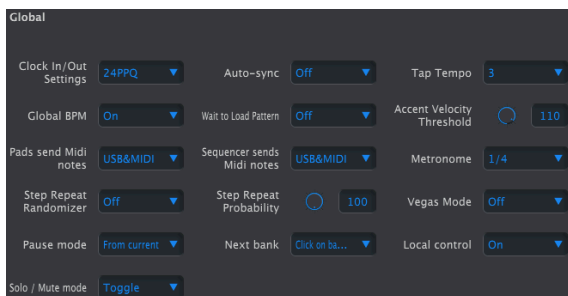 Global
Clock In/Out
Settings
24PPQ
Auto-sync
Off
Tap Tempo
3
Global BPM
On
Wait to Load Pattern
Off
Accent Velocity
Threshold
110
Pads send Midi
notes
USB&MIDI
Sequencer sends
Midi notes
USB&MIDI
Metronome
1/4
Step Repeat
Randomizer
Off
Step Repeat
Probability
100
Vegas Mode
Off
Pause mode
From current
Next bank
Click on ba...
Local control
On
Solo / Mute mode
Toggle